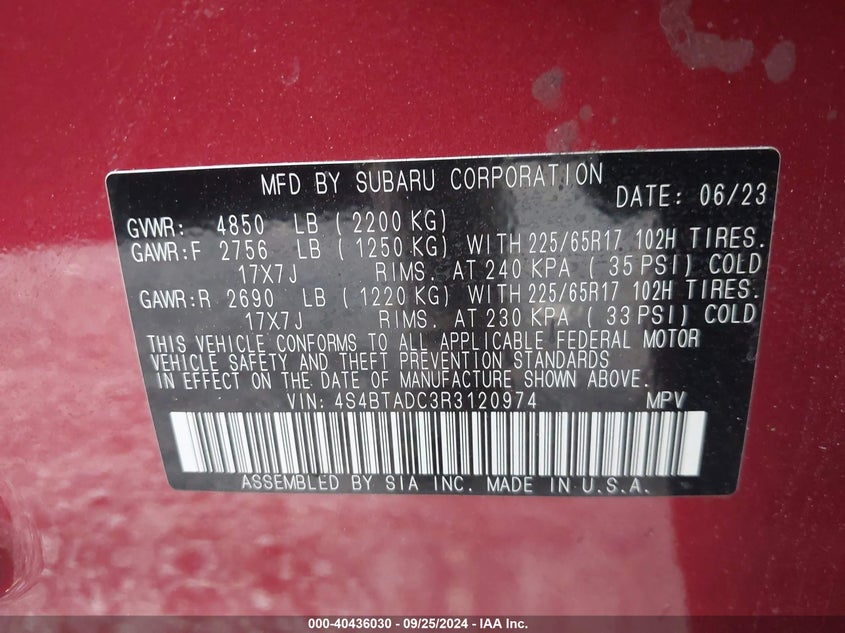 MFD BY SUBARU CORPORATION DATE: 06/23
GVWR: 4850 LB ( 2200 KG)
GAWR:F 2756 LB ( 1250 KG) WITH 225/65R17 102H TIRES.
17X7J RIMS. AT 240 KPA ( 35 PSI) COLD
GAWR:R 2690 LB ( 1220 KG) WITH 225/65R17 102H TIRES.
17X7J RIMS. AT 230 KPA ( 33 PSI) COLD
THIS VEHICLE CONFORMS TO ALL APPLICABLE FEDERAL MOTOR
VEHICLE SAFETY AND THEFT PREVENTION STANDARDS
IN EFFECT ON THE DATE OF MANUFACTURE SHOWN ABOVE.
VIN: 4S4BTADC3R3120974 MPV
ASSEMBLED BY SIA INC. MADE IN U.S.A.
000-40436030 - 09/25/2024 - IAA Inc.